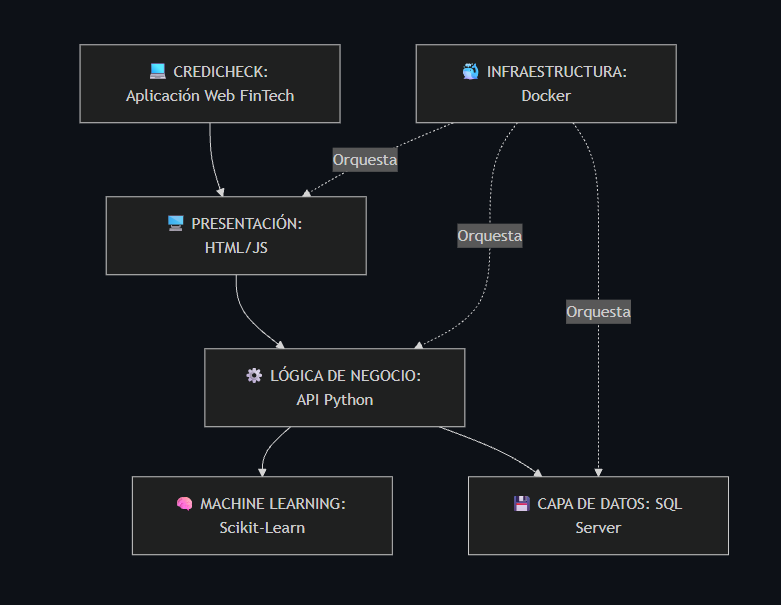 CREDICHECK:
Aplicación Web FinTech
INFRAESTRUCTURA:
Docker
Orquesta
PRESENTACIÓN:
HTML/JS
Orquesta
Orquesta
LÓGICA DE NEGOCIO:
API Python
MACHINE LEARNING:
Scikit-Learn
CAPA DE DATOS: SQL
Server